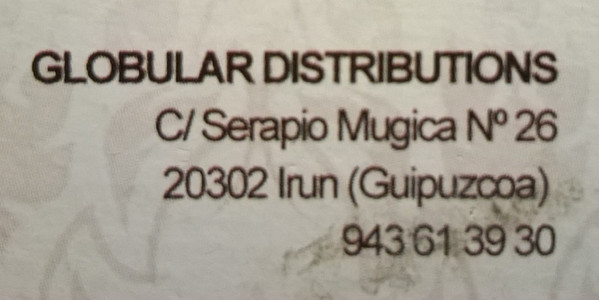 GLOBULAR DISTRIBUTIONS
C/ Serapio Mugica Nº 26
20302 Irun (Guipuzcoa)
943 61 39 30